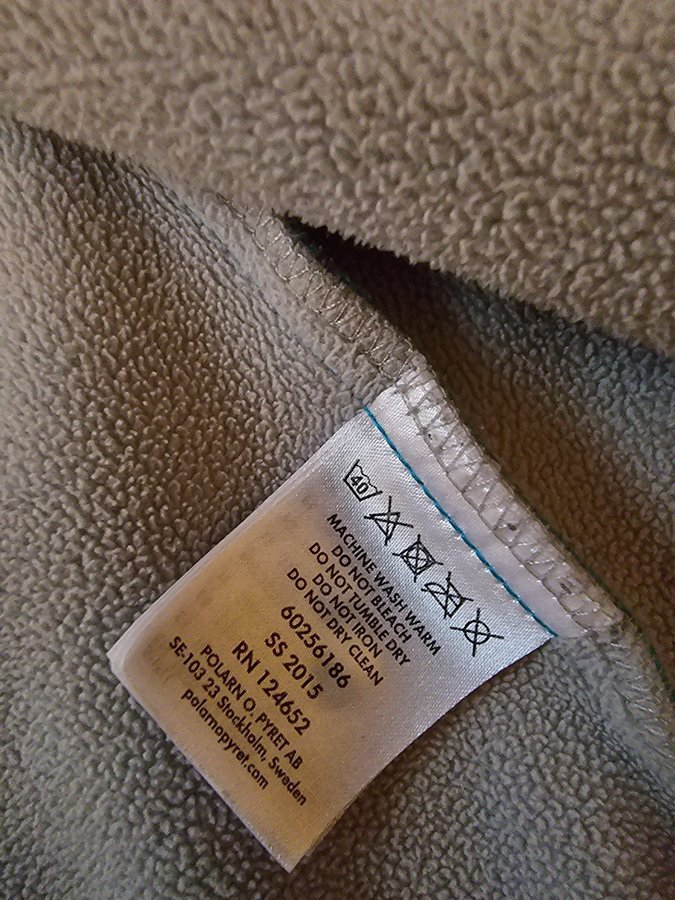 40
MACHINE WASH WARM
DO NOT BLEACH
DO NOT TUMBLE DRY
DO NOT IRON
DO NOT DRY CLEAN
60256186
SS 2015
RN 124652
POLARN O. PYRET AB
SE-103 23 Stockholm, Sweden
polarnopyret.com